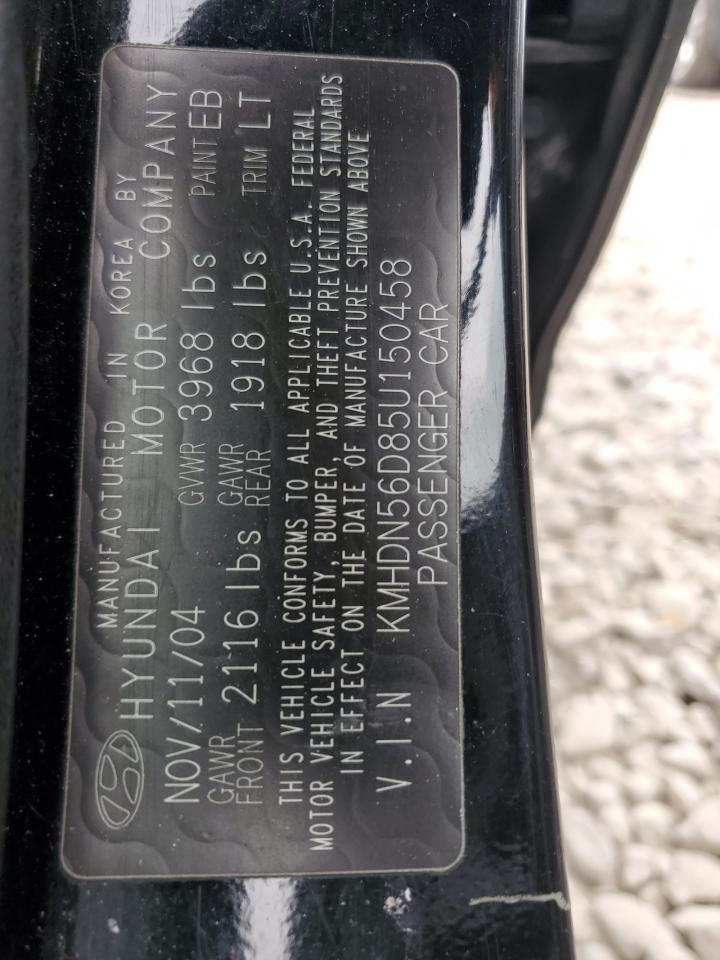 MANUFACTURED IN KOREA BY
HYUNDAI MOTOR COMPANY
NOV/11/04 GVWR 3968 lbs PAINT EB
GAWR FRONT 2116 lbs GAWR REAR 1918 lbs TRIM LT
THIS VEHICLE CONFORMS TO ALL APPLICABLE U.S.A. FEDERAL
MOTOR VEHICLE SAFETY, BUMPER, AND THEFT PREVENTION STANDARDS
IN EFFECT ON THE DATE OF MANUFACTURE SHOWN ABOVE
V.I.N KMHDN56D85U150458
PASSENGER CAR